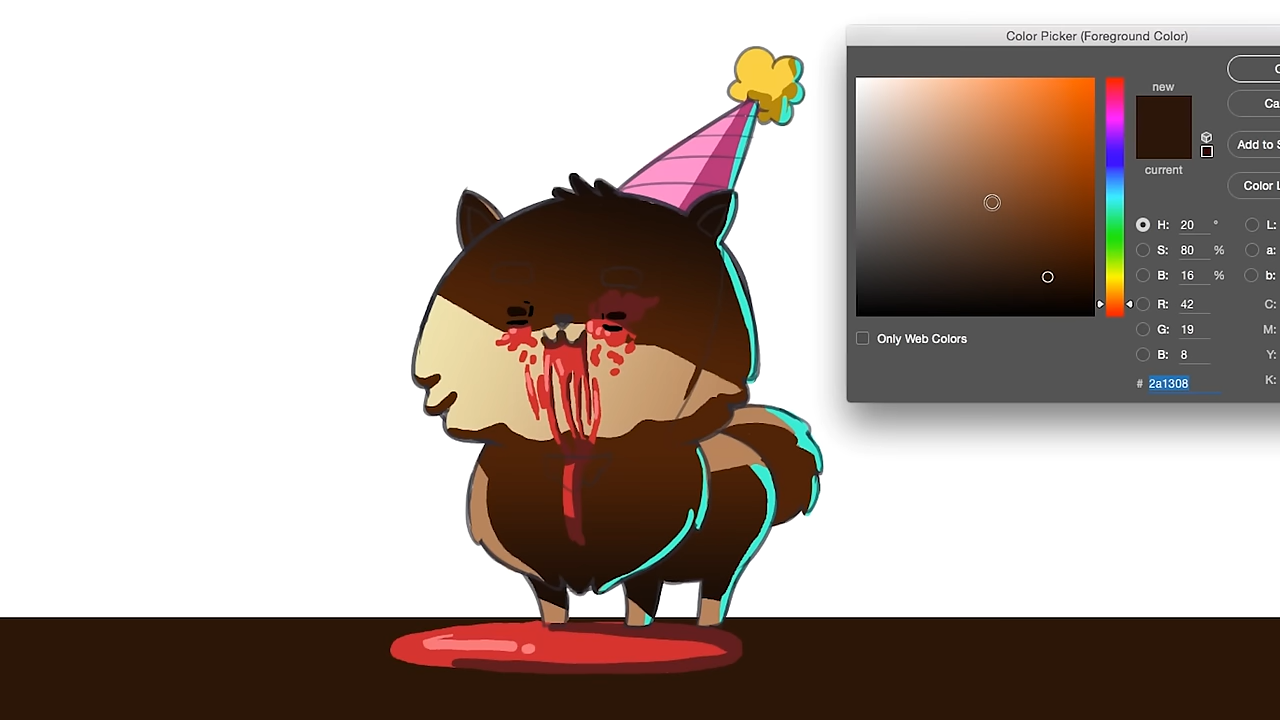 Color Picker (Foreground Color)
new
current
C
Ca
Add to S
Color L
H: 20 °
S: 80 %
B: 16 %
R: 42
G: 19
B: 8
# 2a1308
L:
a:
b:
C:
M:
Y:
K:
Only Web Colors